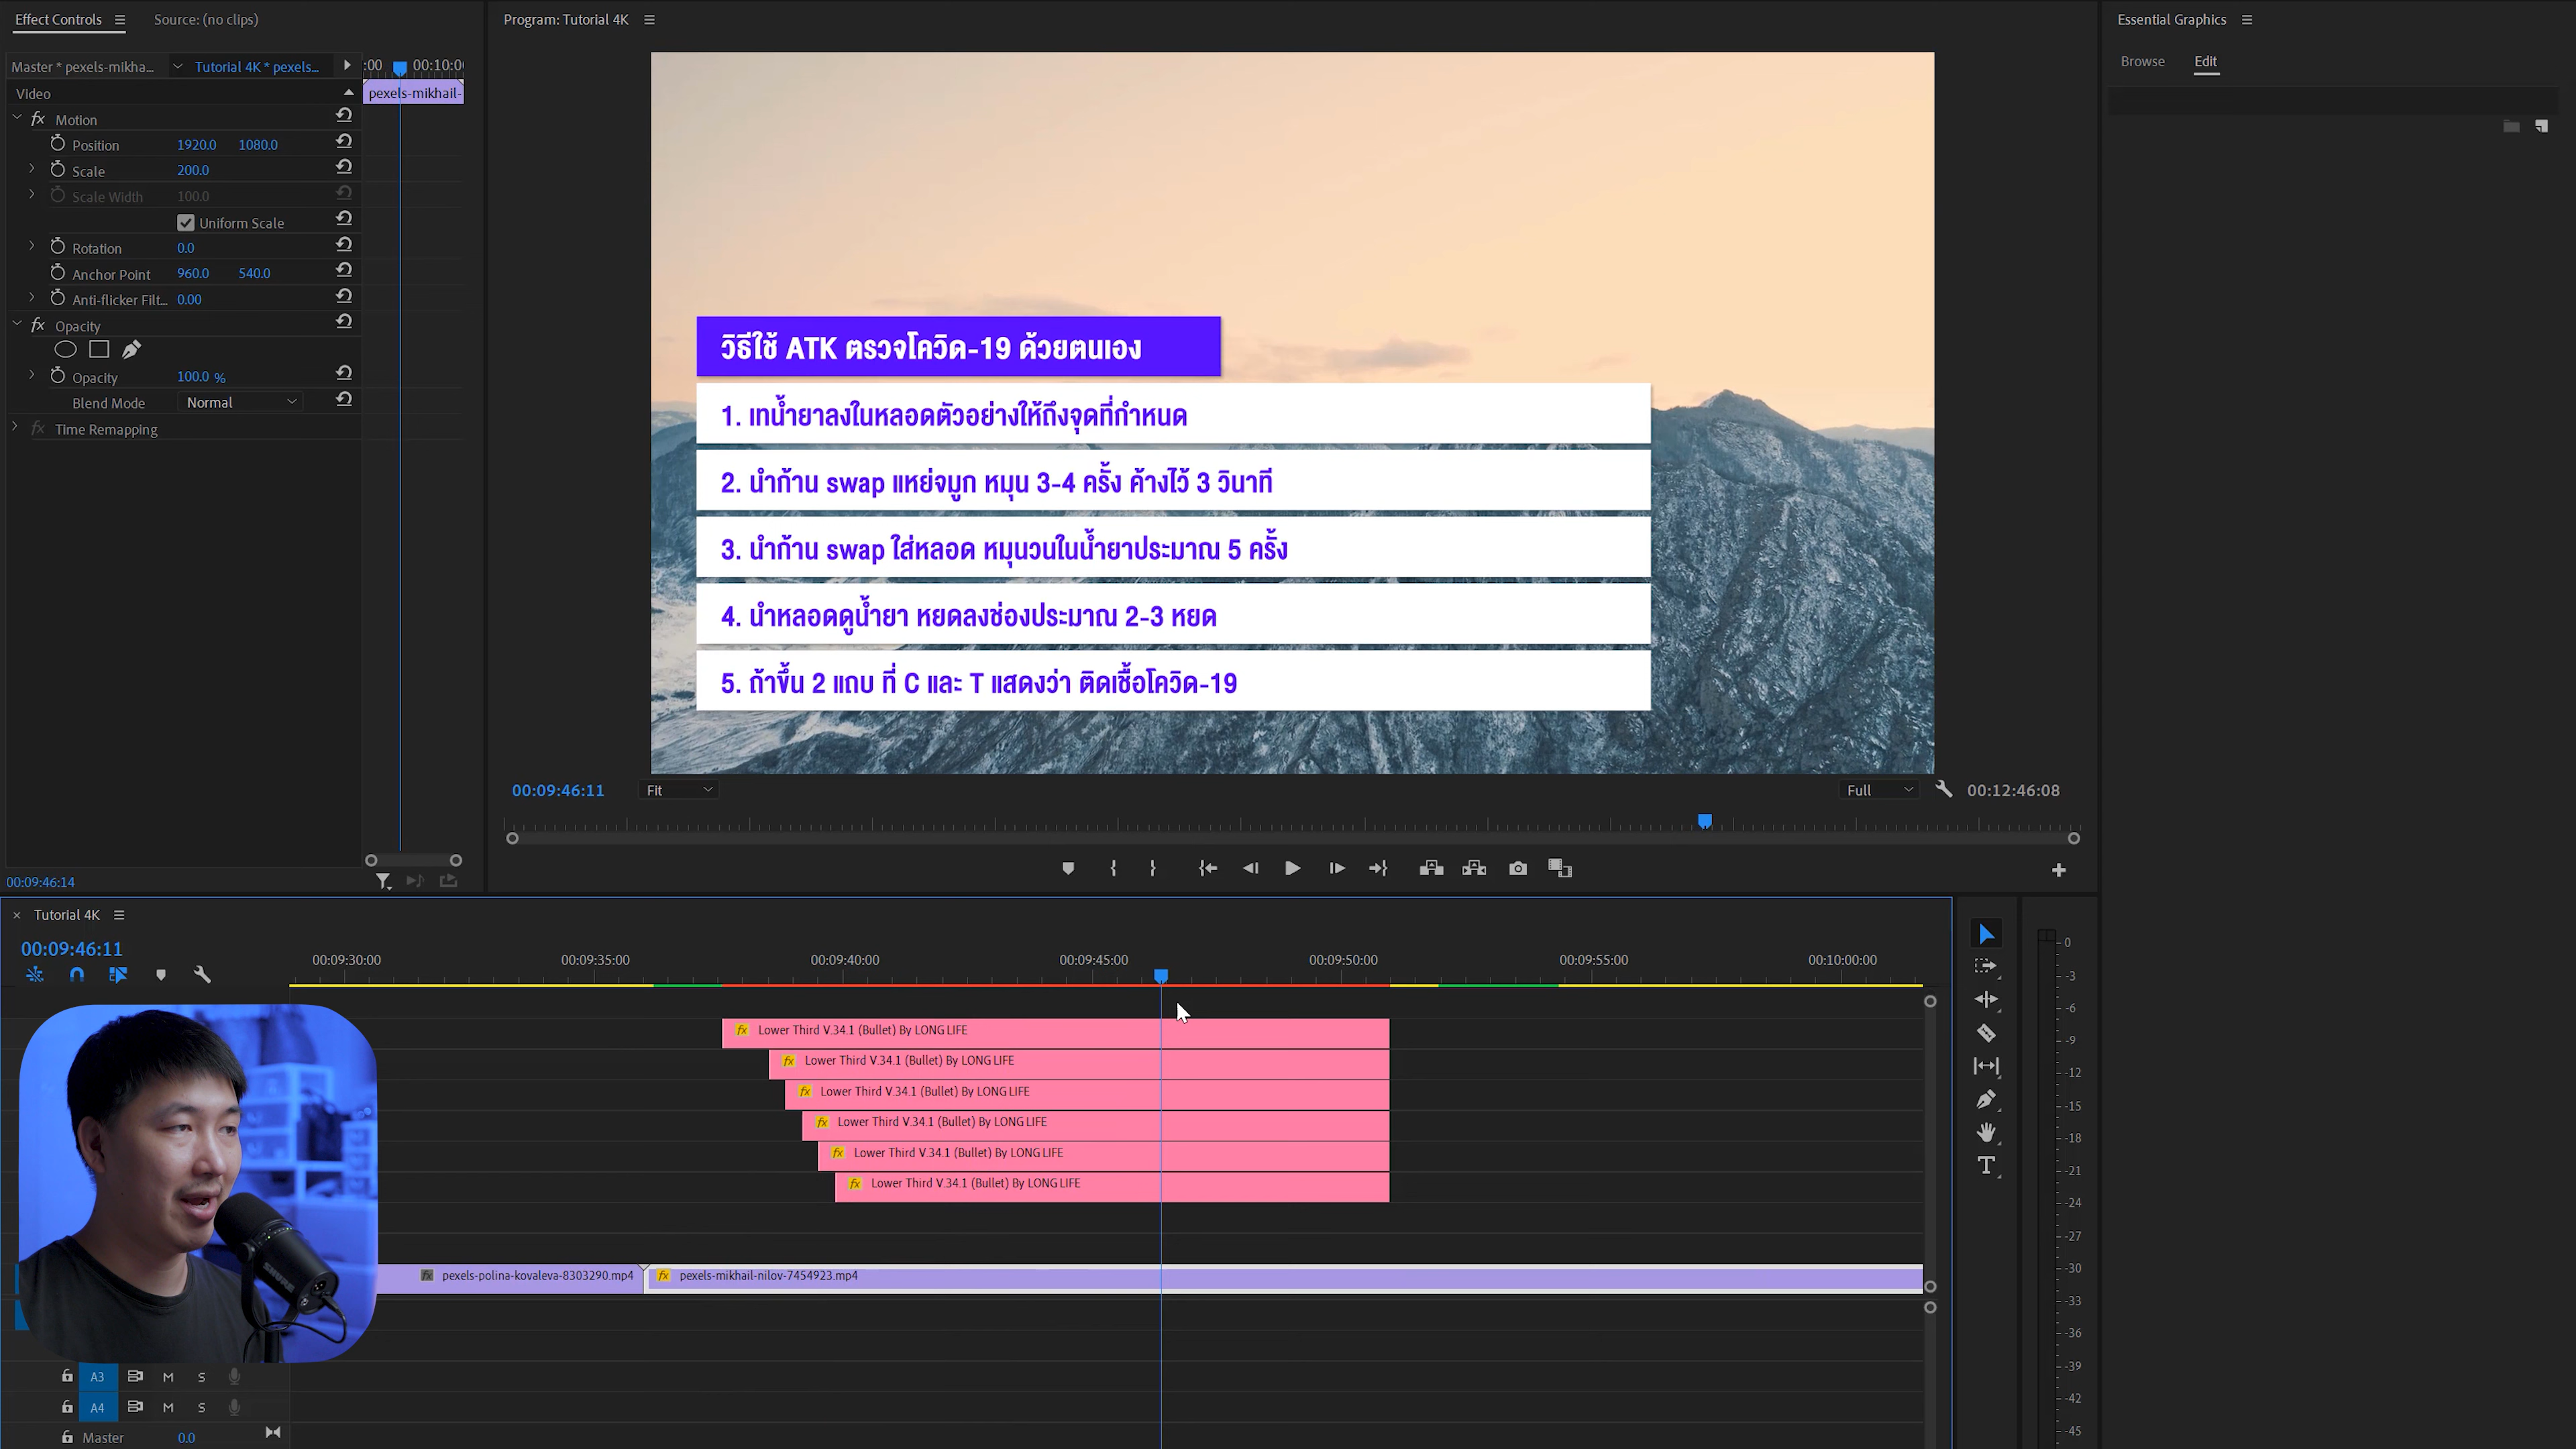 Effect Controls
Source: (no clips)
Master * pexels-mikha...
Tutorial 4K * pexels...
:00
00:10:00
Video
pexels-mikhail-
fx Motion
Position 1920.0 1080.0
Scale 200.0
Scale Width 100.0
Uniform Scale
Rotation 0.0
Anchor Point 960.0 540.0
Anti-flicker Filt... 0.00
fx Opacity
Opacity 100.0 %
Blend Mode Normal
fx Time Remapping
00:09:46:14
Program: Tutorial 4K
วิธีใช้ ATK ตรวจโควิด-19 ด้วยตนเอง
1. เทน้ำยาลงในหลอดตัวอย่างให้ถึงจุดที่กำหนด
2. นำก้าน swap แหย่จมูก หมุน 3-4 ครั้ง ค้างไว้ 3 วินาที
3. นำก้าน swap ใส่หลอด หมุนวนในน้ำยาประมาณ 5 ครั้ง
4. นำหลอดดูน้ำยา หยดลงช่องประมาณ 2-3 หยด
5. ถ้าขึ้น 2 แถบ ที่ C และ T แสดงว่า ติดเชื้อโควิด-19
00:09:46:11
Fit
Full
00:12:46:08
Essential Graphics
Browse
Edit
Tutorial 4K
00:09:46:11
00:09:30:00
00:09:35:00
00:09:40:00
00:09:45:00
00:09:50:00
00:09:55:00
00:10:00:00
fx Lower Third V.34.1 (Bullet) By LONG LIFE
fx Lower Third V.34.1 (Bullet) By LONG LIFE
fx Lower Third V.34.1 (Bullet) By LONG LIFE
fx Lower Third V.34.1 (Bullet) By LONG LIFE
fx Lower Third V.34.1 (Bullet) By LONG LIFE
fx Lower Third V.34.1 (Bullet) By LONG LIFE
fx pexels-polina-kovaleva-8303290.mp4
fx pexels-mikhail-nilov-7454923.mp4
SHURE
A3 M S
A4 M S
Master 0.0
0
-3
-6
-9
-12
-15
-18
-21
-24
-27
-30
-33
-36
-39
-42
-45